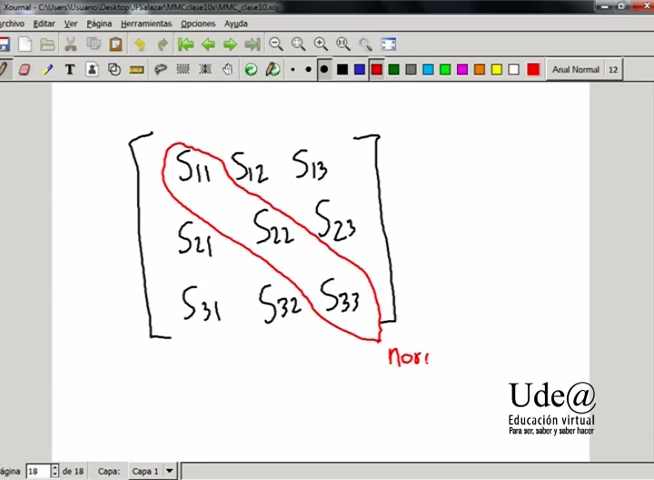 Xournal - C:\Users\Usuario\Desktop\JFSalazar\MMCclase10x\MMC_clase10.xoj
Archivo Editar Ver Página Herramientas Opciones Ayuda
Anal Normal 12
S11 S12 S13
S21 S22 S23
S31 S32 S33
nor
Ude@
Educación virtual
Para ser, saber y saber hacer
Página 18 de 18 Capa: Capa 1